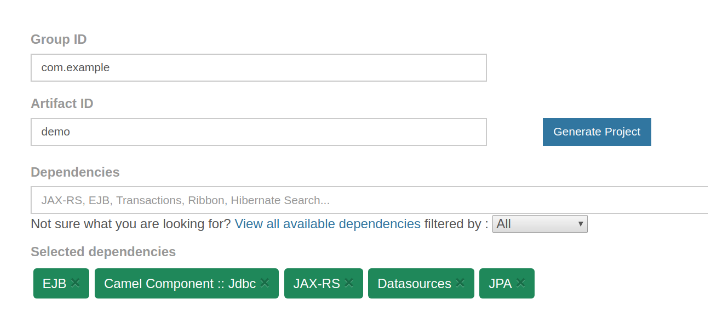 Group ID
com.example
Artifact ID
demo
Generate Project
Dependencies
JAX-RS, EJB, Transactions, Ribbon, Hibernate Search...
Not sure what you are looking for? View all available dependencies filtered by : All
Selected dependencies
EJB × Camel Component :: Jdbc × JAX-RS × Datasources × JPA ×